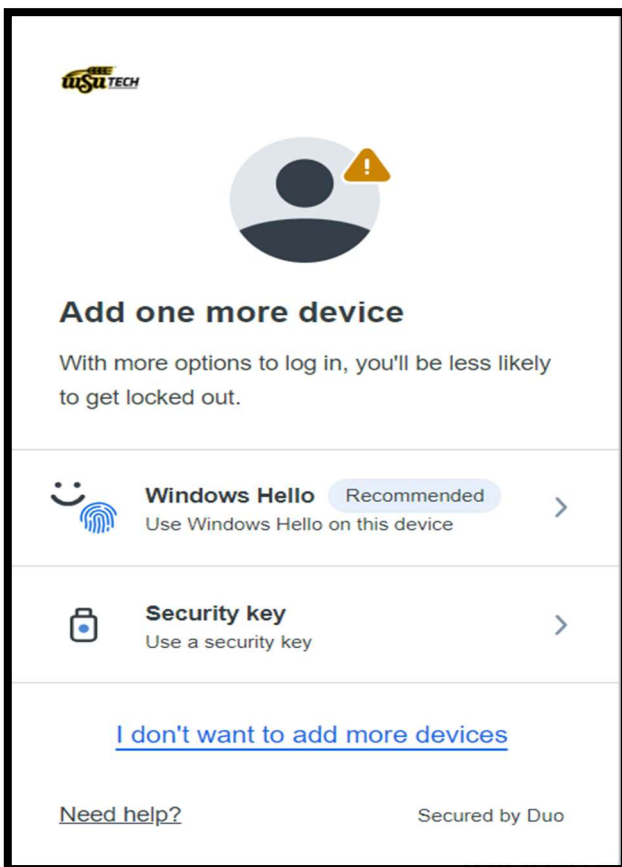 WSU TECH
Add one more device
With more options to log in, you'll be less likely
to get locked out.
Windows Hello Recommended
Use Windows Hello on this device
Security key
Use a security key
I don't want to add more devices
Need help? Secured by Duo